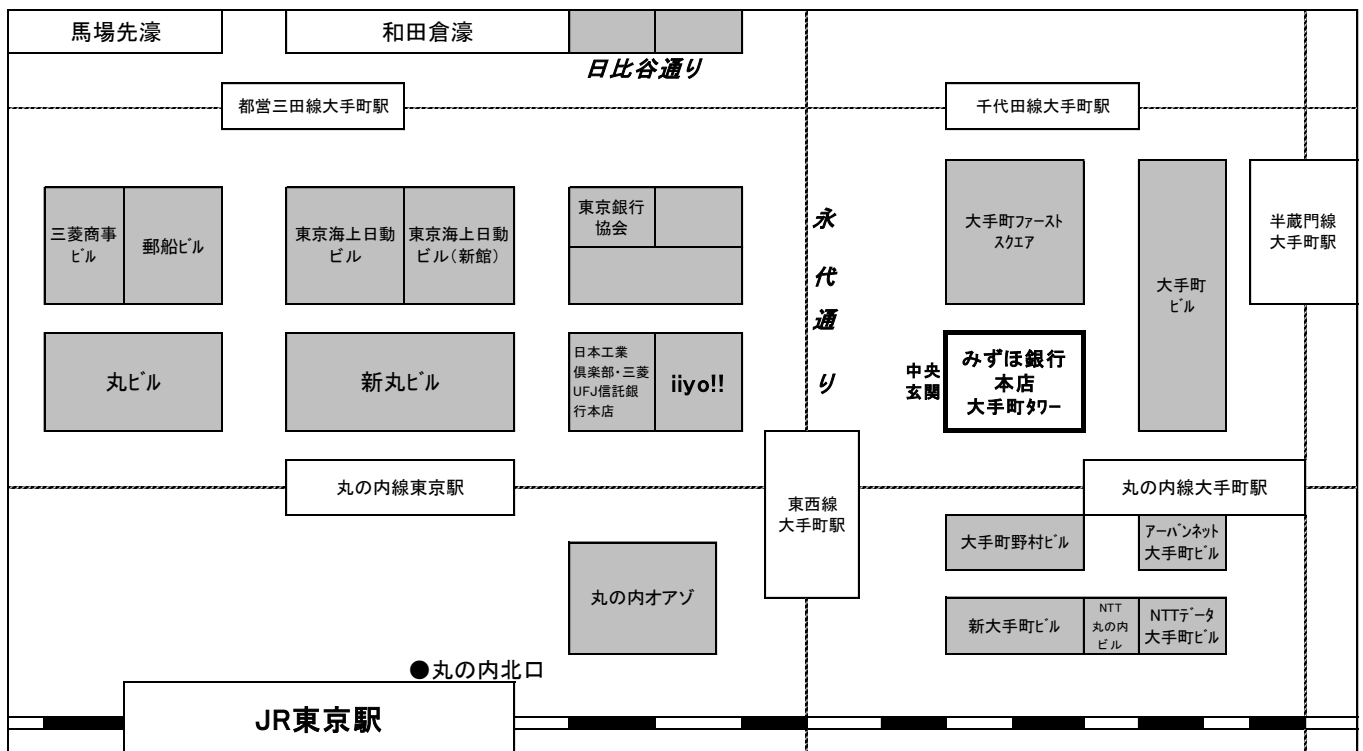 馬場先濠
和田倉濠
日比谷通り
都営三田線大手町駅
千代田線大手町駅
三菱商事
ﾋﾞﾙ
郵船ﾋﾞﾙ
東京海上日動
ビル
東京海上日動
ビル（新館）
東京銀行
協会
永代通り
大手町ﾌｧｰｽﾄ
ｽｸｴｱ
大手町
ﾋﾞﾙ
半蔵門線
大手町駅
丸ﾋﾞﾙ
新丸ﾋﾞﾙ
日本工業
倶楽部･三菱
UFJ信託銀
行本店
iiyo!!
中央
玄関
みずほ銀行
本店
大手町ﾀﾜｰ
丸の内線東京駅
東西線
大手町駅
丸の内線大手町駅
大手町野村ﾋﾞﾙ
ｱｰﾊﾞﾝﾈｯﾄ
大手町ﾋﾞﾙ
丸の内オアゾ
新大手町ﾋﾞﾙ
NTT
丸の内
ビル
NTTﾃﾞｰﾀ
大手町ﾋﾞﾙ
●丸の内北口
JR東京駅